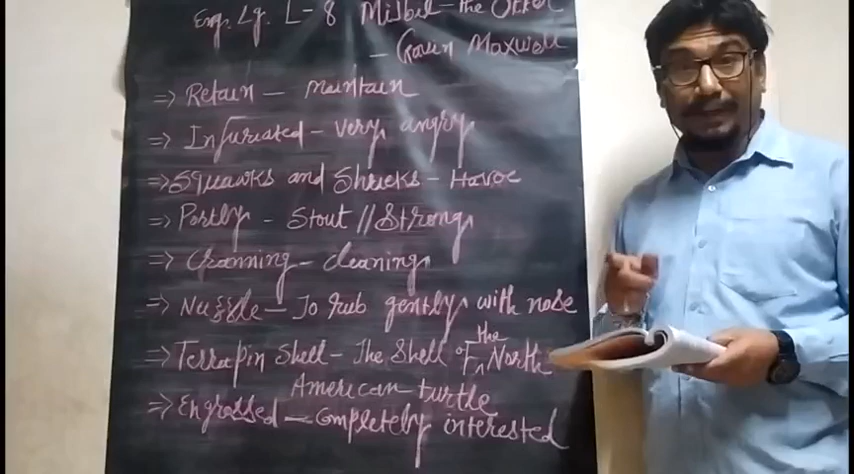 Eng. Lg. L-8 Mijbil-the Otter
- Gavin Maxwell
=> Retain - Maintain
=> Infuriated - very angry
=> Squawks and Shrieks - Havoc
=> Portly - Stout // Strong
=> Cleaning
=> Nuzzle - To rub gently with nose
=> Terrapin Shell - The Shell of the North
American turtle
=> Engrossed - Completely interested